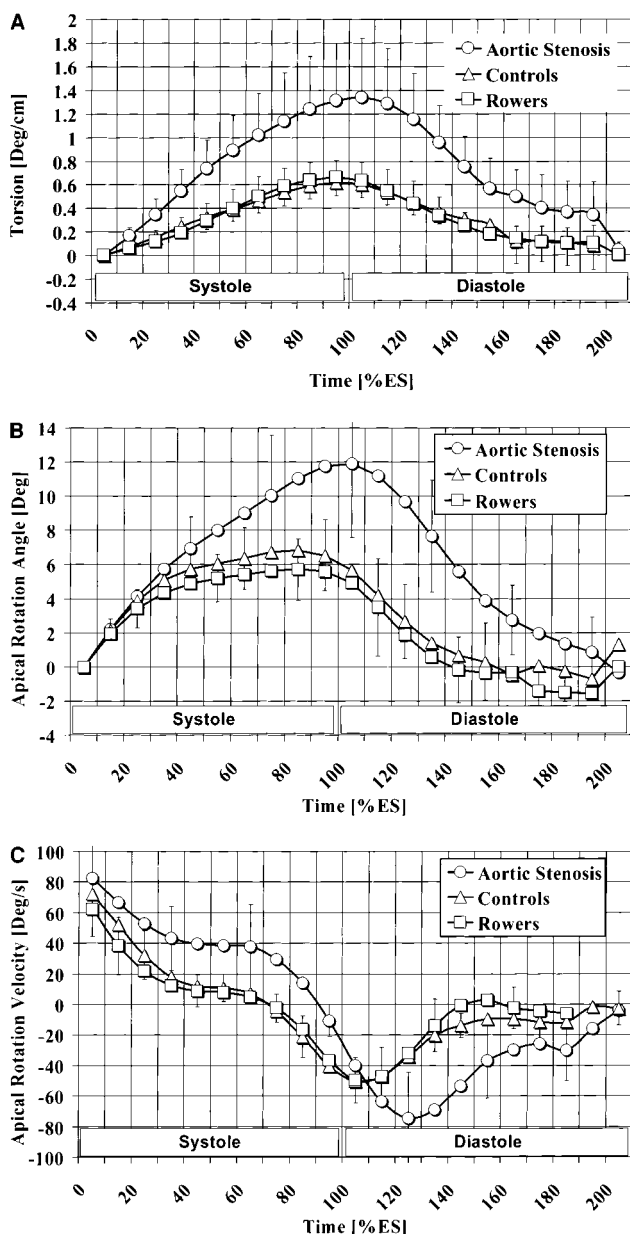 A
Torsion [Deg/cm]
2
1.8
1.6
1.4
1.2
1
0.8
0.6
0.4
0.2
0
-0.2
-0.4
Aortic Stenosis
Controls
Rowers
Systole
Diastole
0 20 40 60 80 100 120 140 160 180 200
Time [%ES]
B
Apical Rotation Angle [Deg]
14
12
10
8
6
4
2
0
-2
-4
Aortic Stenosis
Controls
Rowers
Systole
Diastole
0 20 40 60 80 100 120 140 160 180 200
Time [%ES]
C
Apical Rotation Velocity [Deg/s]
100
80
60
40
20
0
-20
-40
-60
-80
-100
Aortic Stenosis
Controls
Rowers
Systole
Diastole
0 20 40 60 80 100 120 140 160 180 200
Time [%ES]